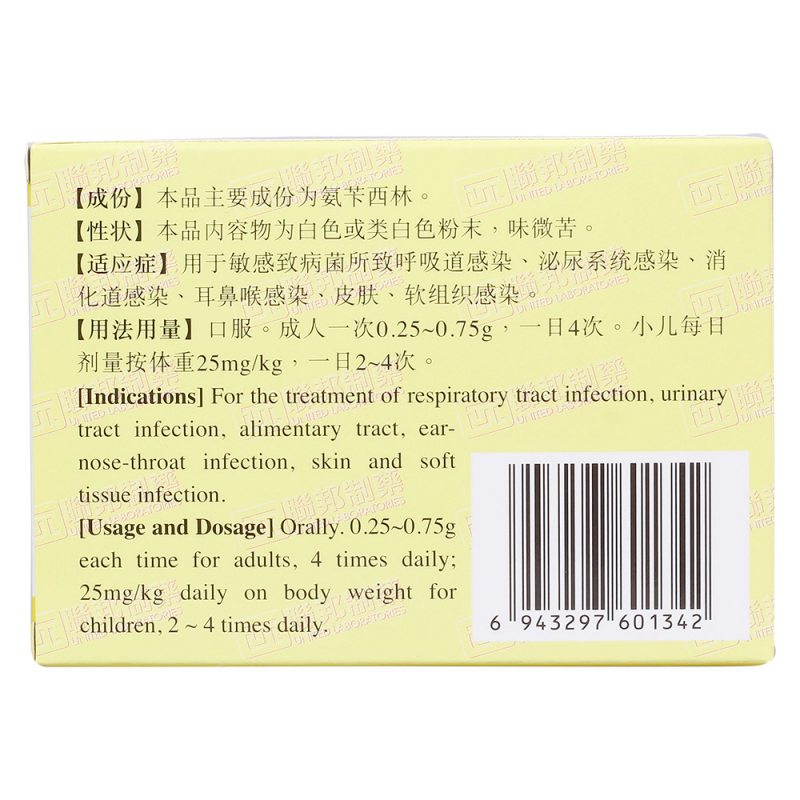 【成份】本品主要成份为氨苄西林。
【性状】本品内容物为白色或类白色粉末，味微苦。
【适应症】用于敏感致病菌所致呼吸道感染、泌尿系统感染、消
化道感染、耳鼻喉感染、皮肤、软组织感染。
【用法用量】口服。成人一次0.25~0.75g，一日4次。小儿每日
剂量按体重25mg/kg，一日2~4次。
[Indications] For the treatment of respiratory tract infection, urinary
tract infection, alimentary tract, ear-
nose-throat infection, skin and soft
tissue infection.
[Usage and Dosage] Orally. 0.25~0.75g
each time for adults, 4 times daily;
25mg/kg daily on body weight for
children, 2 ~ 4 times daily.
6 943297 601342
聯邦制藥
UNITED LABORATORIES